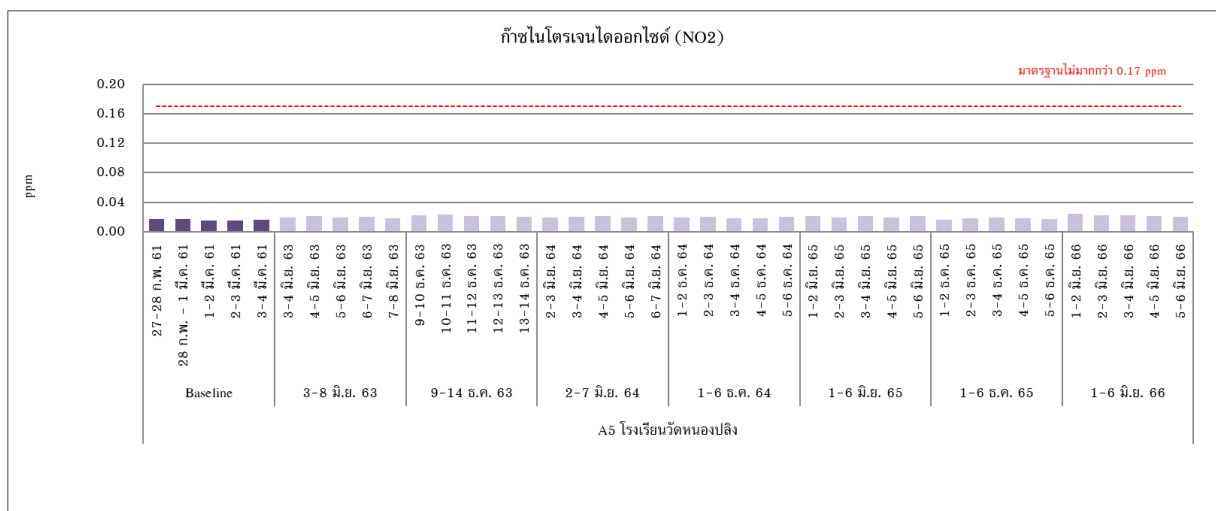 ก๊าซไนโตรเจนไดออกไซด์ (NO2)
มาตรฐานไม่มากกว่า 0.17 ppm
ppm
0.20
0.16
0.12
0.08
0.04
0.00
27-28 ก.พ. 61
28 ก.พ. - 1 มี.ค. 61
1-2 มี.ค. 61
2-3 มี.ค. 61
3-4 มี.ค. 61
3-4 มิ.ย. 63
4-5 มิ.ย. 63
5-6 มิ.ย. 63
6-7 มิ.ย. 63
7-8 มิ.ย. 63
9-10 ธ.ค. 63
10-11 ธ.ค. 63
11-12 ธ.ค. 63
12-13 ธ.ค. 63
13-14 ธ.ค. 63
2-3 มิ.ย. 64
3-4 มิ.ย. 64
4-5 มิ.ย. 64
5-6 มิ.ย. 64
6-7 มิ.ย. 64
1-2 ธ.ค. 64
2-3 ธ.ค. 64
3-4 ธ.ค. 64
4-5 ธ.ค. 64
5-6 ธ.ค. 64
1-2 มิ.ย. 65
2-3 มิ.ย. 65
3-4 มิ.ย. 65
4-5 มิ.ย. 65
5-6 มิ.ย. 65
1-2 ธ.ค. 65
2-3 ธ.ค. 65
3-4 ธ.ค. 65
4-5 ธ.ค. 65
5-6 ธ.ค. 65
1-2 มิ.ย. 66
2-3 มิ.ย. 66
3-4 มิ.ย. 66
4-5 มิ.ย. 66
5-6 มิ.ย. 66
Baseline
3-8 มิ.ย. 63
9-14 ธ.ค. 63
2-7 มิ.ย. 64
1-6 ธ.ค. 64
1-6 มิ.ย. 65
1-6 ธ.ค. 65
1-6 มิ.ย. 66
A5 โรงเรียนวัดหนองปลิง